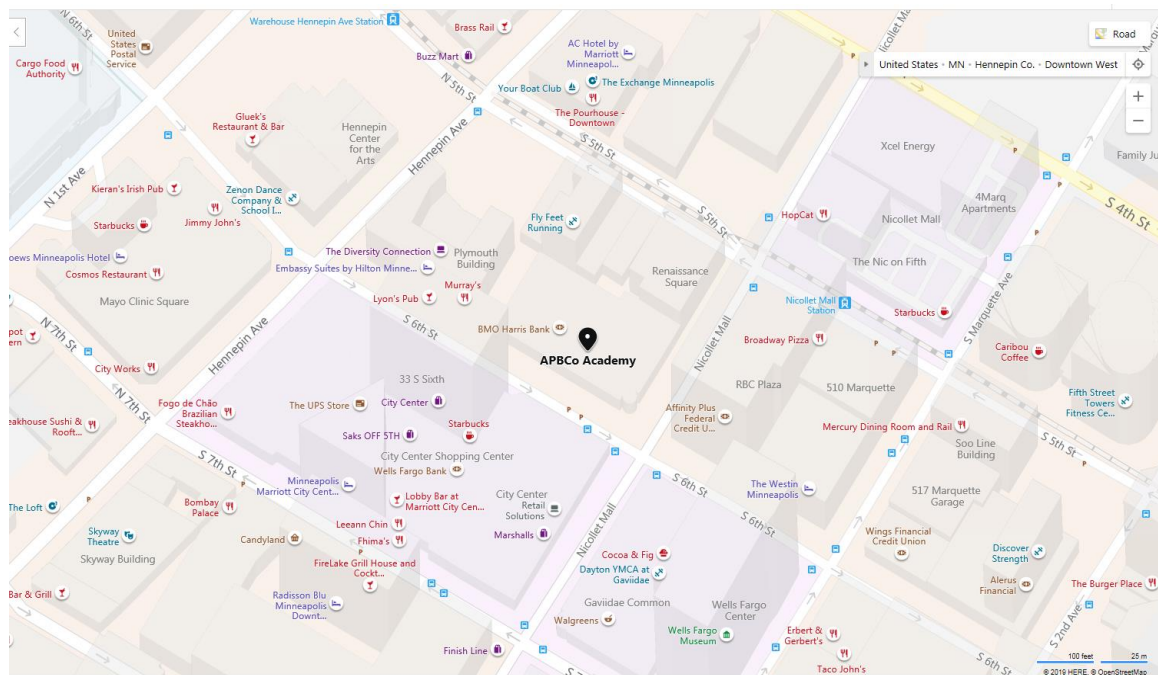 N 6th St
United
States
Postal
Service
Cargo Food
Authority
Warehouse Hennepin Ave Station
Brass Rail
Buzz Mart
AC Hotel by
Marriott
Minneapol...
Your Boat Club
The Exchange Minneapolis
The Pourhouse -
Downtown
Nicollet Mall
Road
United States · MN · Hennepin Co. · Downtown West
N 5th St
S 5th St
Gluek's
Restaurant & Bar
Hennepin
Center
for the
Arts
Hennepin Ave
Xcel Energy
Family Ju
N 1st Ave
Kieran's Irish Pub
Zenon Dance
Company &
School I...
Jimmy John's
Starbucks
4Marq
Apartments
S 4th St
Nicollet Mall
HopCat
Fly Feet
Running
S 5th St
oews Minneapolis Hotel
Cosmos Restaurant
Mayo Clinic Square
The Diversity Connection
Embassy Suites by Hilton Minne...
Plymouth
Building
Lyon's Pub
Murray's
Renaissance
Square
The Nic on Fifth
Nicollet Mall
Station
Starbucks
S Marquette Ave
N 7th St
pot
ern
City Works
Hennepin Ave
S 6th St
BMO Harris Bank
APBCo Academy
Nicollet Mall
Broadway Pizza
Caribou
Coffee
N 7th St
33 S Sixth
RBC Plaza
510 Marquette
Fogo de Chão
Brazilian
Steakho...
The UPS Store
City Center
Fifth Street
Towers
Fitness Ce...
eakhouse Sushi &
Rooft...
Saks OFF 5TH
Starbucks
Affinity Plus
Federal
Credit U...
Mercury Dining Room and Rail
Soo Line
Building
S 5th St
S 7th St
City Center Shopping Center
Wells Fargo Bank
Minneapolis
Marriott City Cent...
Lobby Bar at
Marriott City Cen...
City Center
Retail
Solutions
S 6th St
The Westin
Minneapolis
517 Marquette
Garage
The Loft
Bombay
Palace
Skyway
Theatre
Skyway Building
Candyland
Leeann Chin
Fhima's
FireLake Grill House and
Cockt...
Marshalls
Nicollet Mall
S 6th St
Wings Financial
Credit Union
Discover
Strength
Cocoa & Fig
Dayton YMCA at
Gaviidae
Alerus
Financial
The Burger Place
Bar & Grill
Radisson Blu
Minneapolis
Downt...
Gaviidae Common
Walgreens
Wells Fargo
Center
Wells Fargo
Museum
Erbert &
Gerbert's
Taco John's
S 2nd Ave
S 6th St
Finish Line
100 feet
25 m
© 2019 HERE, © OpenStreetMap